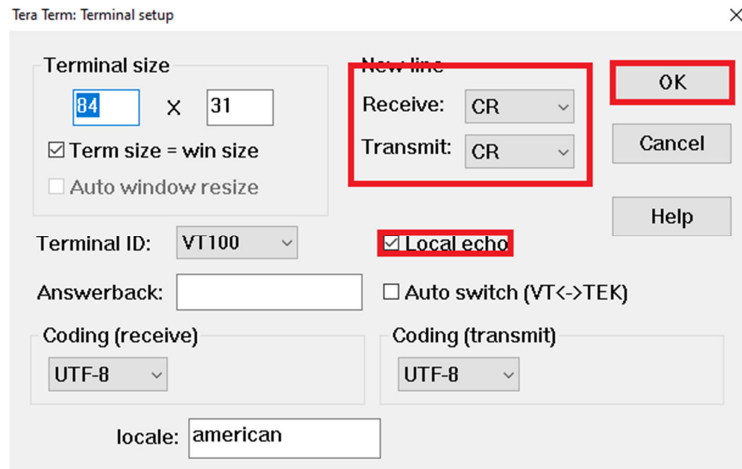 Tera Term: Terminal setup
Terminal size
84 X 31
Term size = win size
Auto window resize
New line
Receive: CR
Transmit: CR
OK
Cancel
Help
Terminal ID: VT100
Local echo
Answerback:
Auto switch (VT<->TEK)
Coding (receive)
UTF-8
Coding (transmit)
UTF-8
locale: american